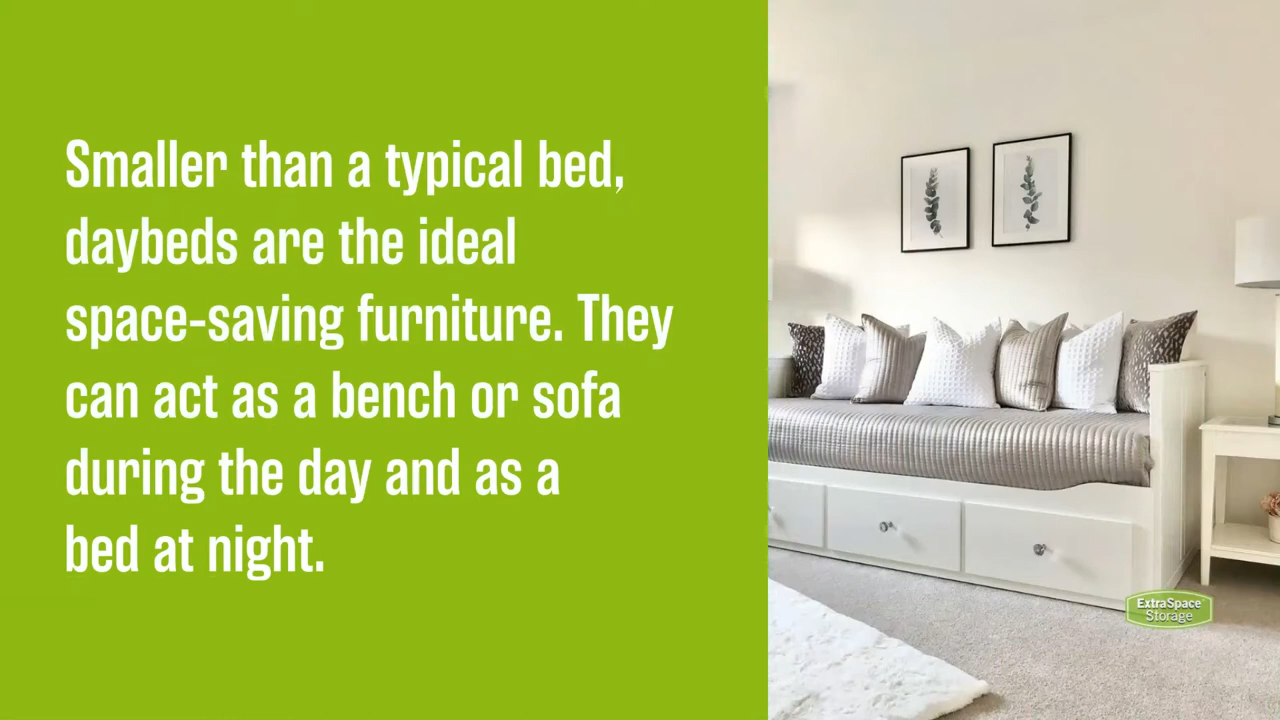 Smaller than a typical bed,
daybeds are the ideal
space-saving furniture. They
can act as a bench or sofa
during the day and as a
bed at night.
ExtraSpace
Storage